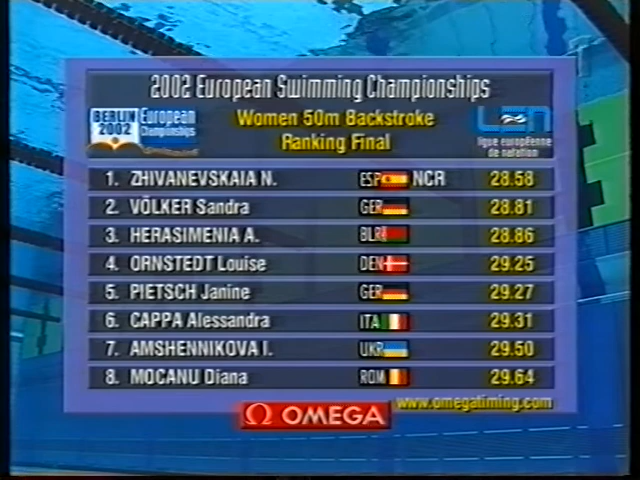 2002 European Swimming Championships
BERLIN 2002 European Championships
Women 50m Backstroke
Ranking Final
LEN
ligue européenne
de natation
1. ZHIVANEVSKAIA N. ESP NCR 28.58
2. VÖLKER Sandra GER 28.81
3. HERASIMENIA A. BLR 28.86
4. ORNSTEDT Louise DEN 29.25
5. PIETSCH Janine GER 29.27
6. CAPPA Alessandra ITA 29.31
7. AMSHENNIKOVA I. UKR 29.50
8. MOCANU Diana ROM 29.64
Ω OMEGA
www.omegatiming.com